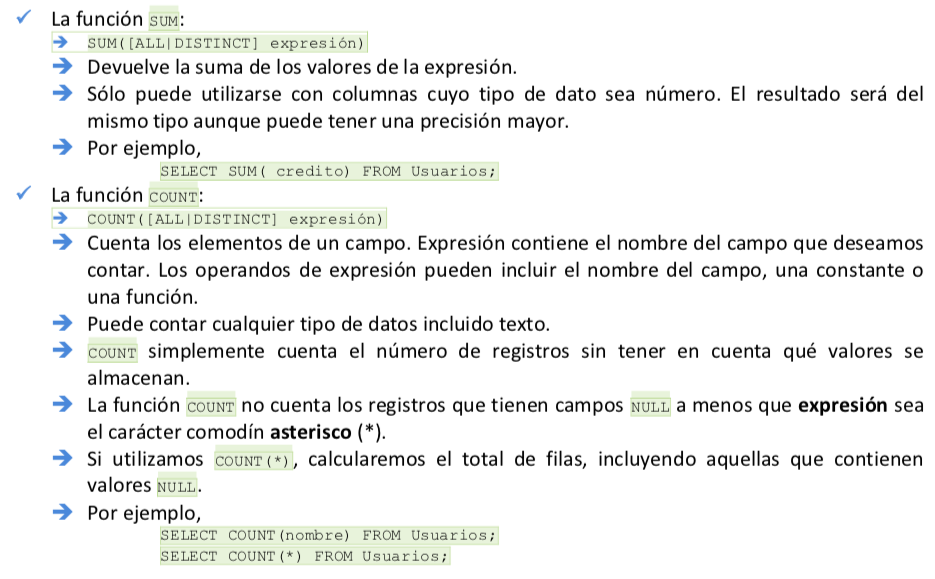 ✓ La función SUM:
➔ SUM([ALL|DISTINCT] expresión)
➔ Devuelve la suma de los valores de la expresión.
➔ Sólo puede utilizarse con columnas cuyo tipo de dato sea número. El resultado será del
mismo tipo aunque puede tener una precisión mayor.
➔ Por ejemplo,
SELECT SUM( credito) FROM Usuarios;
✓ La función COUNT:
➔ COUNT([ALL|DISTINCT] expresión)
➔ Cuenta los elementos de un campo. Expresión contiene el nombre del campo que deseamos
contar. Los operandos de expresión pueden incluir el nombre del campo, una constante o
una función.
➔ Puede contar cualquier tipo de datos incluido texto.
➔ COUNT simplemente cuenta el número de registros sin tener en cuenta qué valores se
almacenan.
➔ La función COUNT no cuenta los registros que tienen campos NULL a menos que expresión sea
el carácter comodín asterisco (*).
➔ Si utilizamos COUNT(*), calcularemos el total de filas, incluyendo aquellas que contienen
valores NULL.
➔ Por ejemplo,
SELECT COUNT(nombre) FROM Usuarios;
SELECT COUNT(*) FROM Usuarios;